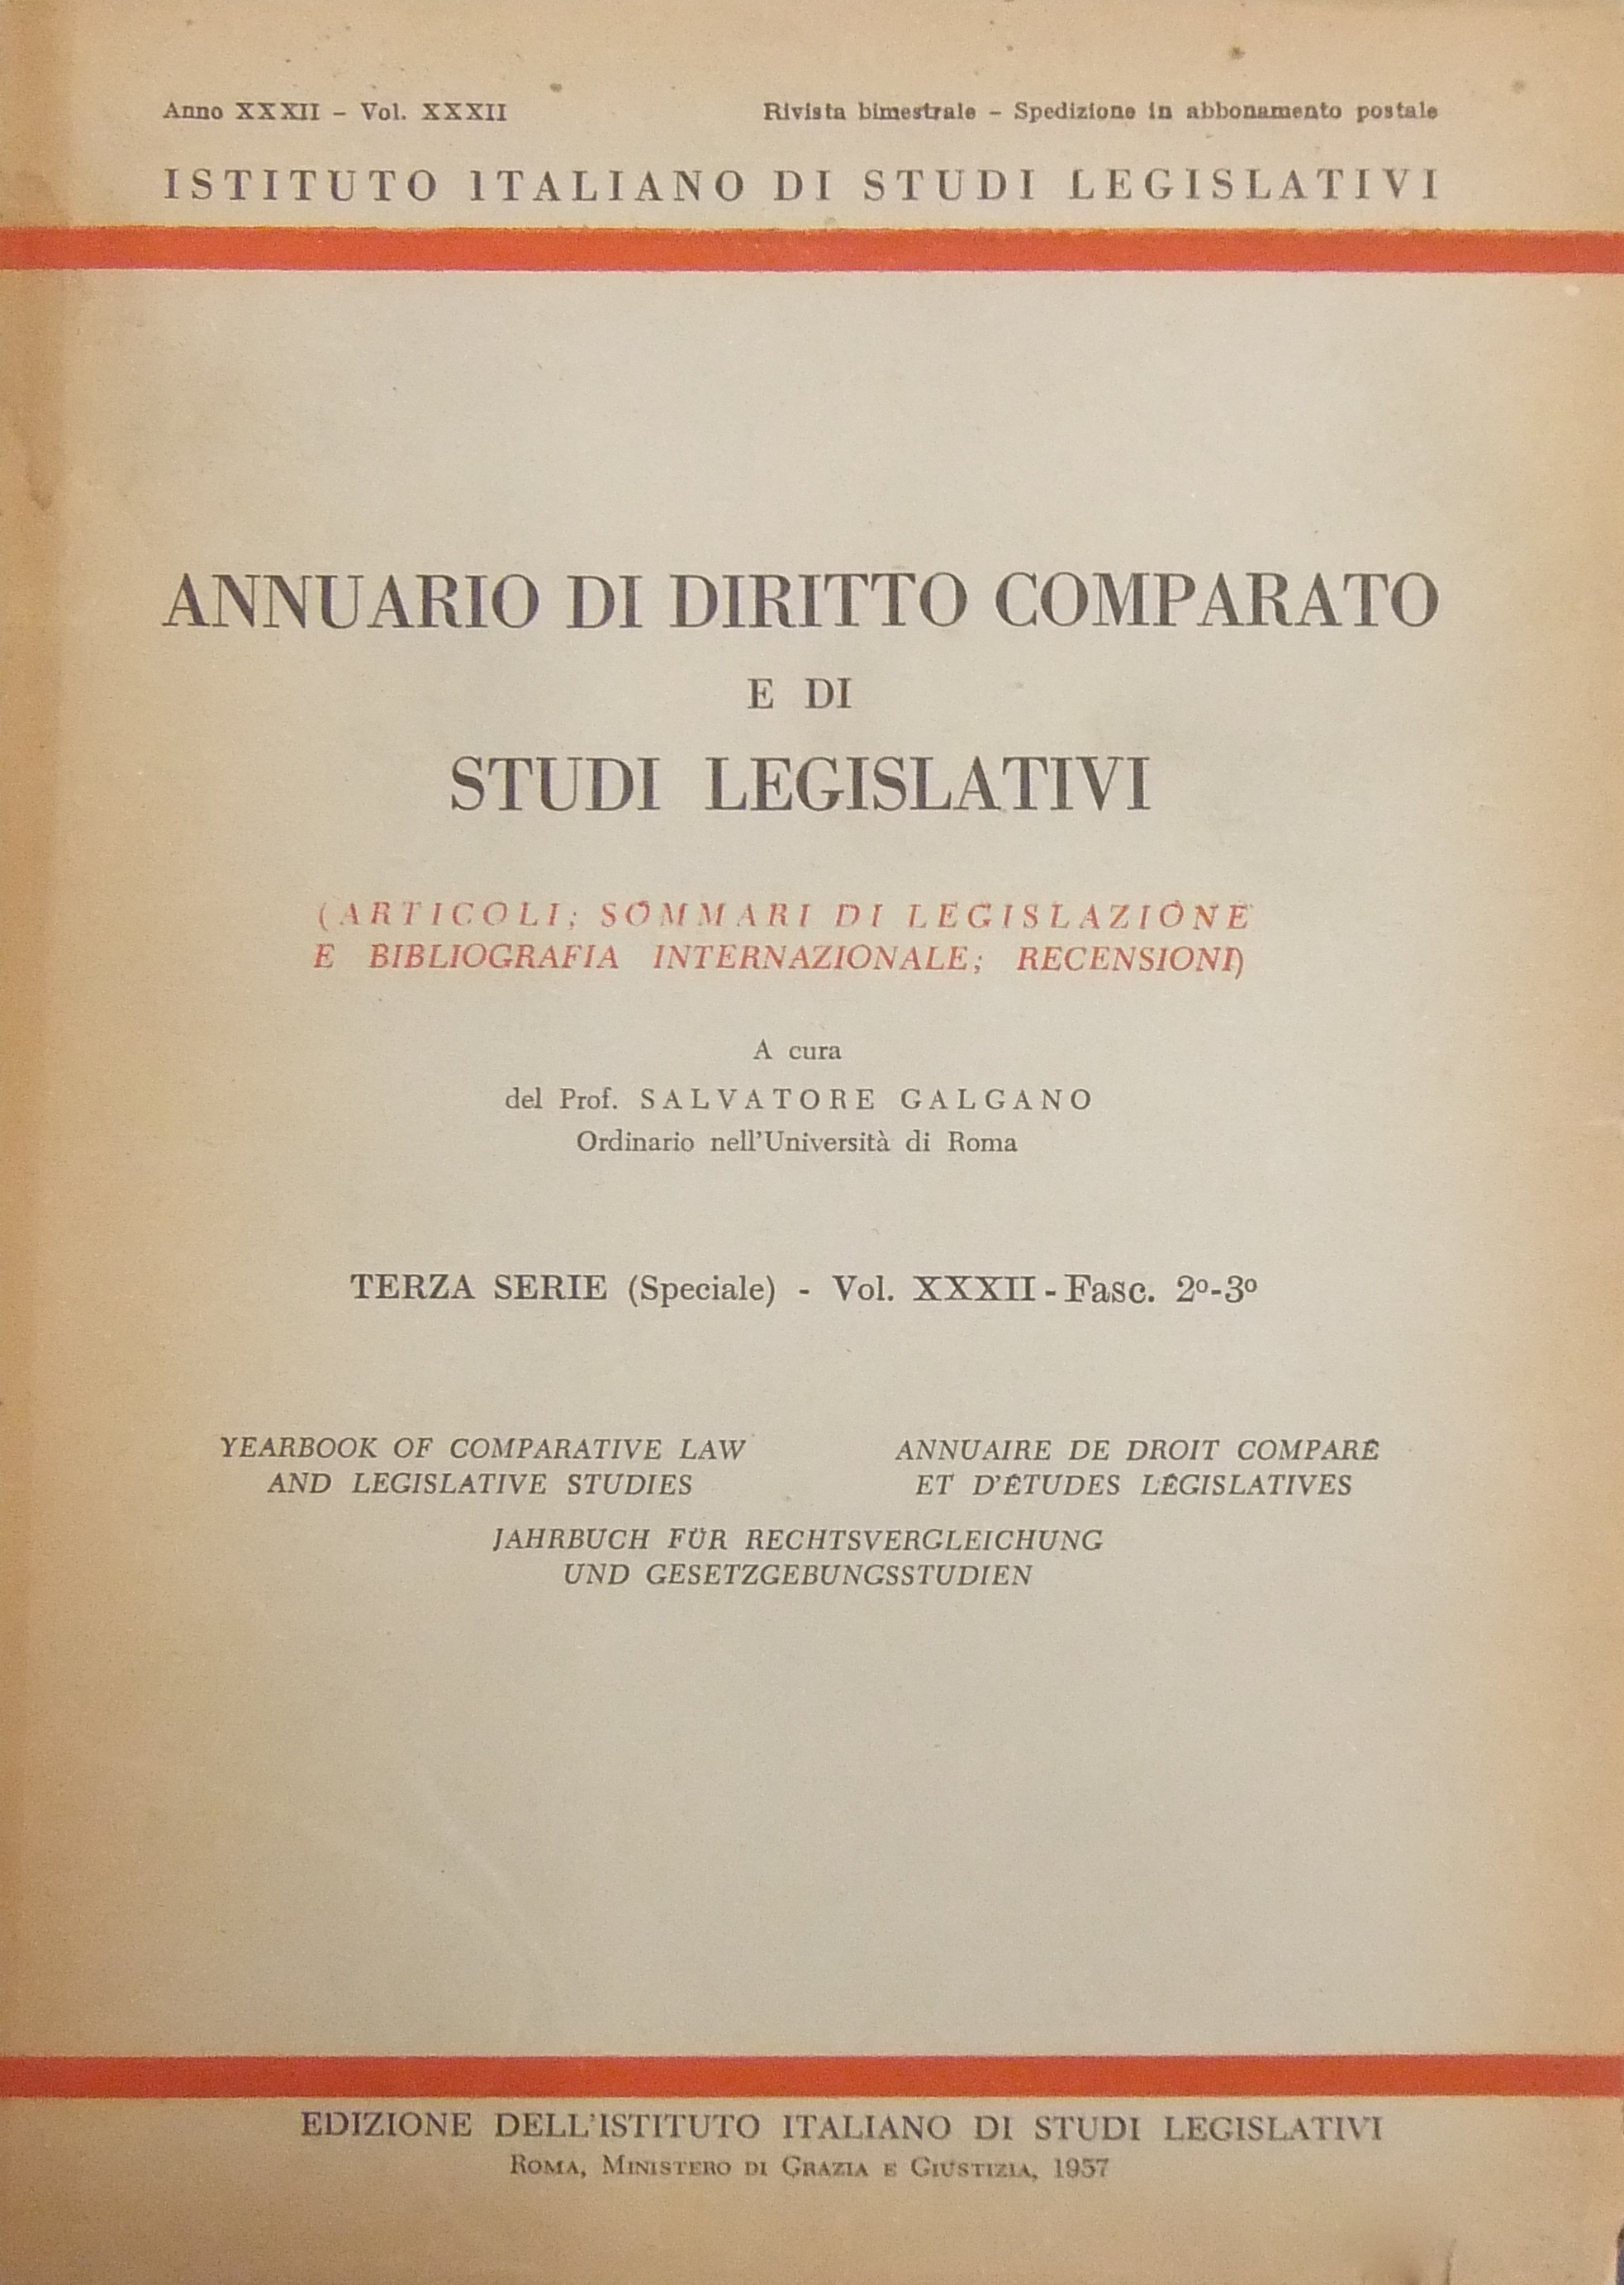 Anno XXXII – Vol. XXXII
Rivista bimestrale – Spedizione in abbonamento postale
ISTITUTO ITALIANO DI STUDI LEGISLATIVI
ANNUARIO DI DIRITTO COMPARATO
E DI
STUDI LEGISLATIVI
(ARTICOLI; SOMMARI DI LEGISLAZIONE
E BIBLIOGRAFIA INTERNAZIONALE; RECENSIONI)
A cura
del Prof. SALVATORE GALGANO
Ordinario nell'Università di Roma
TERZA SERIE (Speciale) - Vol. XXXII - Fasc. 2º-3º
YEARBOOK OF COMPARATIVE LAW
AND LEGISLATIVE STUDIES
ANNUAIRE DE DROIT COMPARÉ
ET D'ÉTUDES LÉGISLATIVES
JAHRBUCH FÜR RECHTSVERGLEICHUNG
UND GESETZGEBUNGSSTUDIEN
EDIZIONE DELL'ISTITUTO ITALIANO DI STUDI LEGISLATIVI
ROMA, MINISTERO DI GRAZIA E GIUSTIZIA, 1957